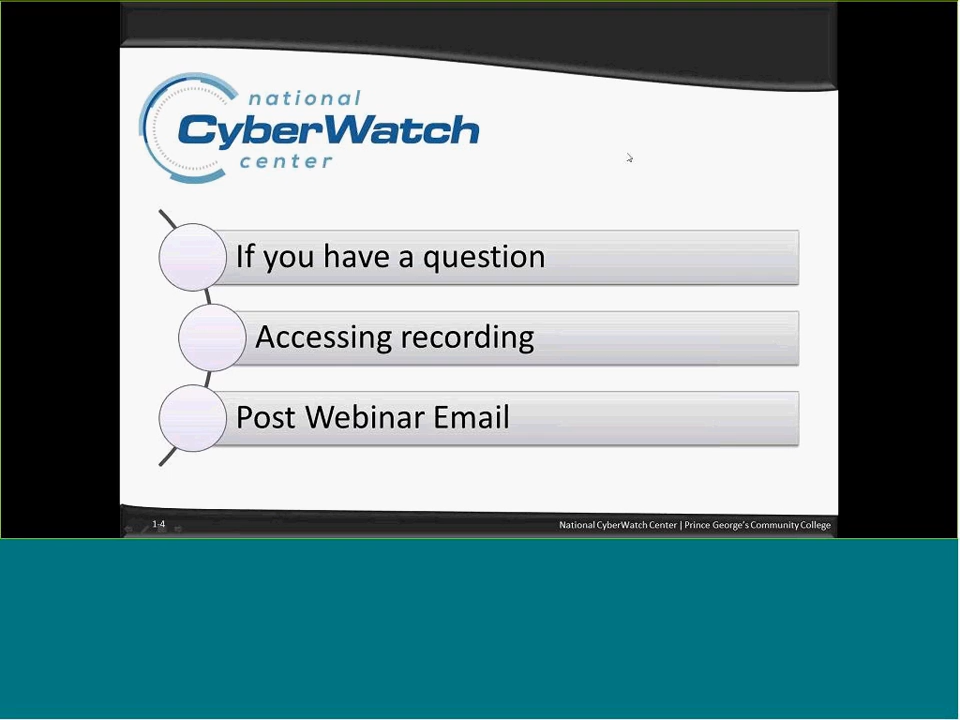 national
CyberWatch
center
If you have a question
Accessing recording
Post Webinar Email
1-4
National CyberWatch Center | Prince George's Community College